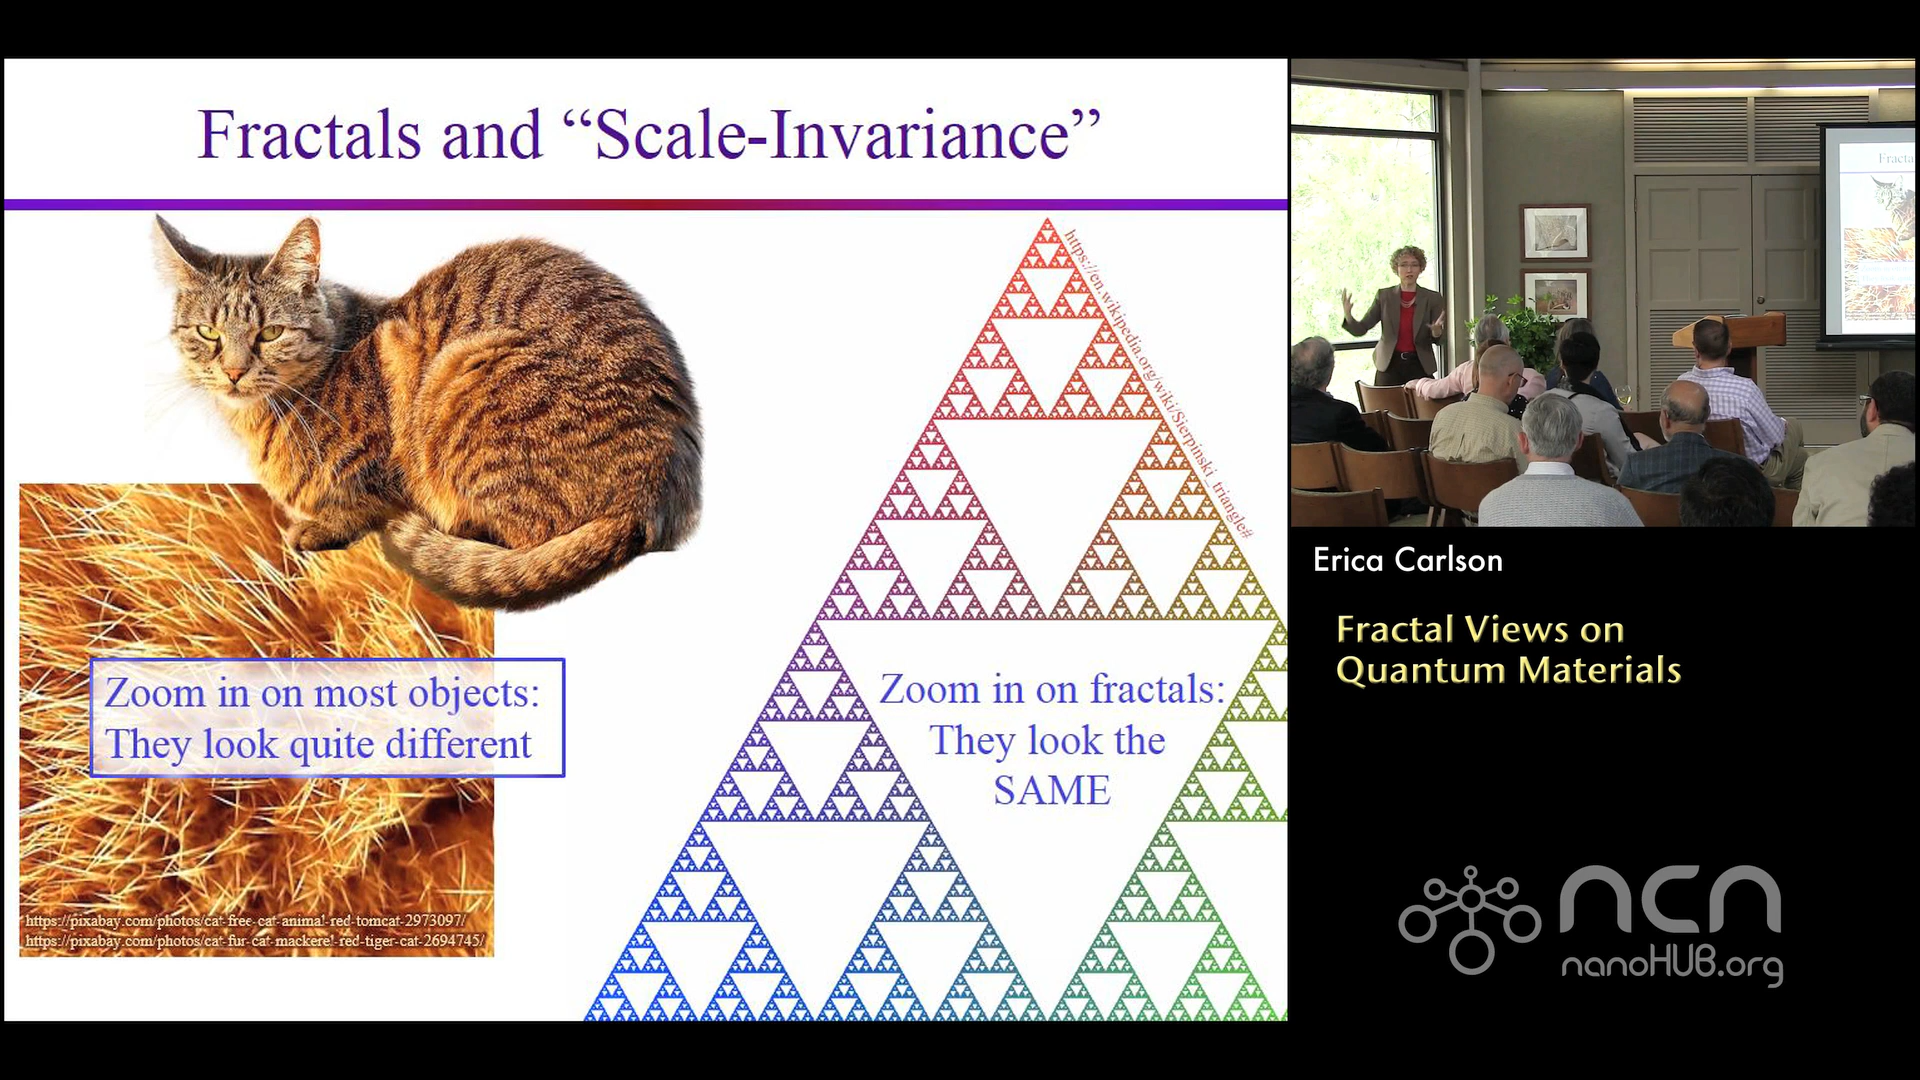 Fractals and “Scale-Invariance”
https://en.wikipedia.org/wiki/Sierpinski_triangle#
Zoom in on most objects:
They look quite different
Zoom in on fractals:
They look the
SAME
https://pixabay.com/photos/cat-free-cat-animal-red-tomcat-2973097/
https://pixabay.com/photos/cat-fur-cat-mackerel-red-tiger-cat-2694745/
Fracta
Erica Carlson
Fractal Views on
Quantum Materials
ncn
nanoHUB.org